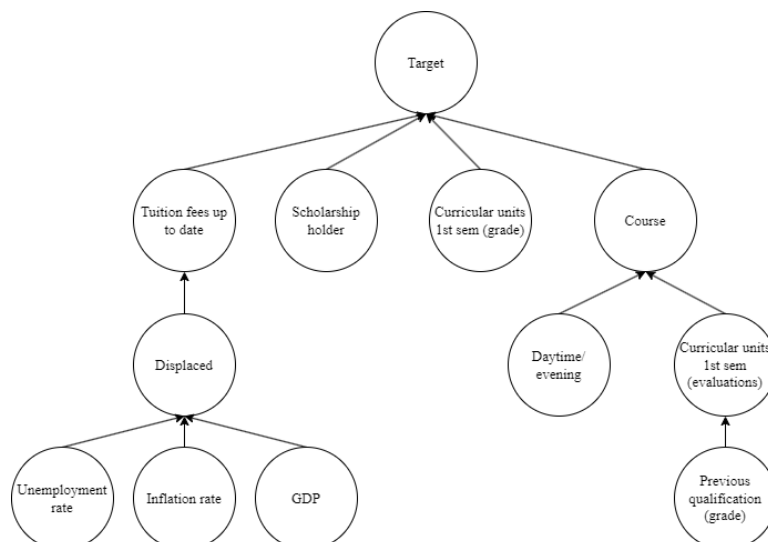 Target
Tuition fees up
to date
Scholarship
holder
Curricular units
1st sem (grade)
Course
Displaced
Daytime/
evening
Curricular units
1st sem
(evaluations)
Unemployment
rate
Inflation rate
GDP
Previous
qualification
(grade)